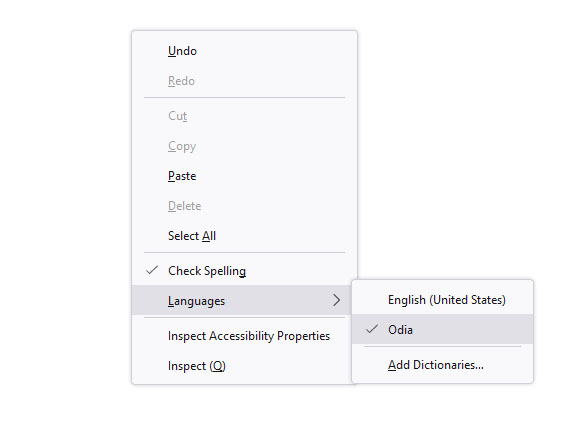 Undo
Redo
Cut
Copy
Paste
Delete
Select All
Check Spelling
Languages
Inspect Accessibility Properties
Inspect (Q)
English (United States)
Odia
Add Dictionaries...